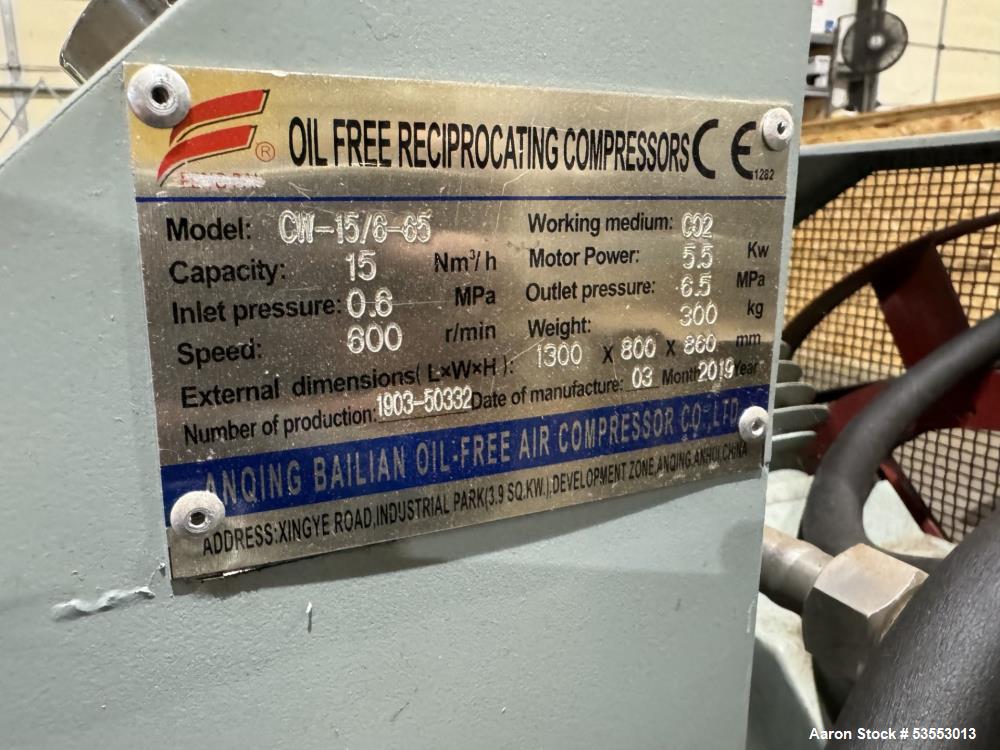 ® OIL FREE RECIPROCATING COMPRESSORS CE
1282
Model: CW-15/6-65 Working medium: CO2
Capacity: 15 Nm³/h Motor Power: 5.5 Kw
Inlet pressure: 0.6 MPa Outlet pressure: 6.5 MPa
Speed: 600 r/min Weight: 300 kg
External dimensions(L×W×H): 1300 X 800 X 860 mm
Number of production: 1903-50332 Date of manufacture: 03 Month 2019 Year
ANQING BAILIAN OIL-FREE AIR COMPRESSOR CO.,LTD
ADDRESS:XINGYE ROAD,INDUSTRIAL PARK(3.9 SQ.KW.),DEVELOPMENT ZONE,ANQING,ANHUI,CHINA
Aaron Stock # 53553013